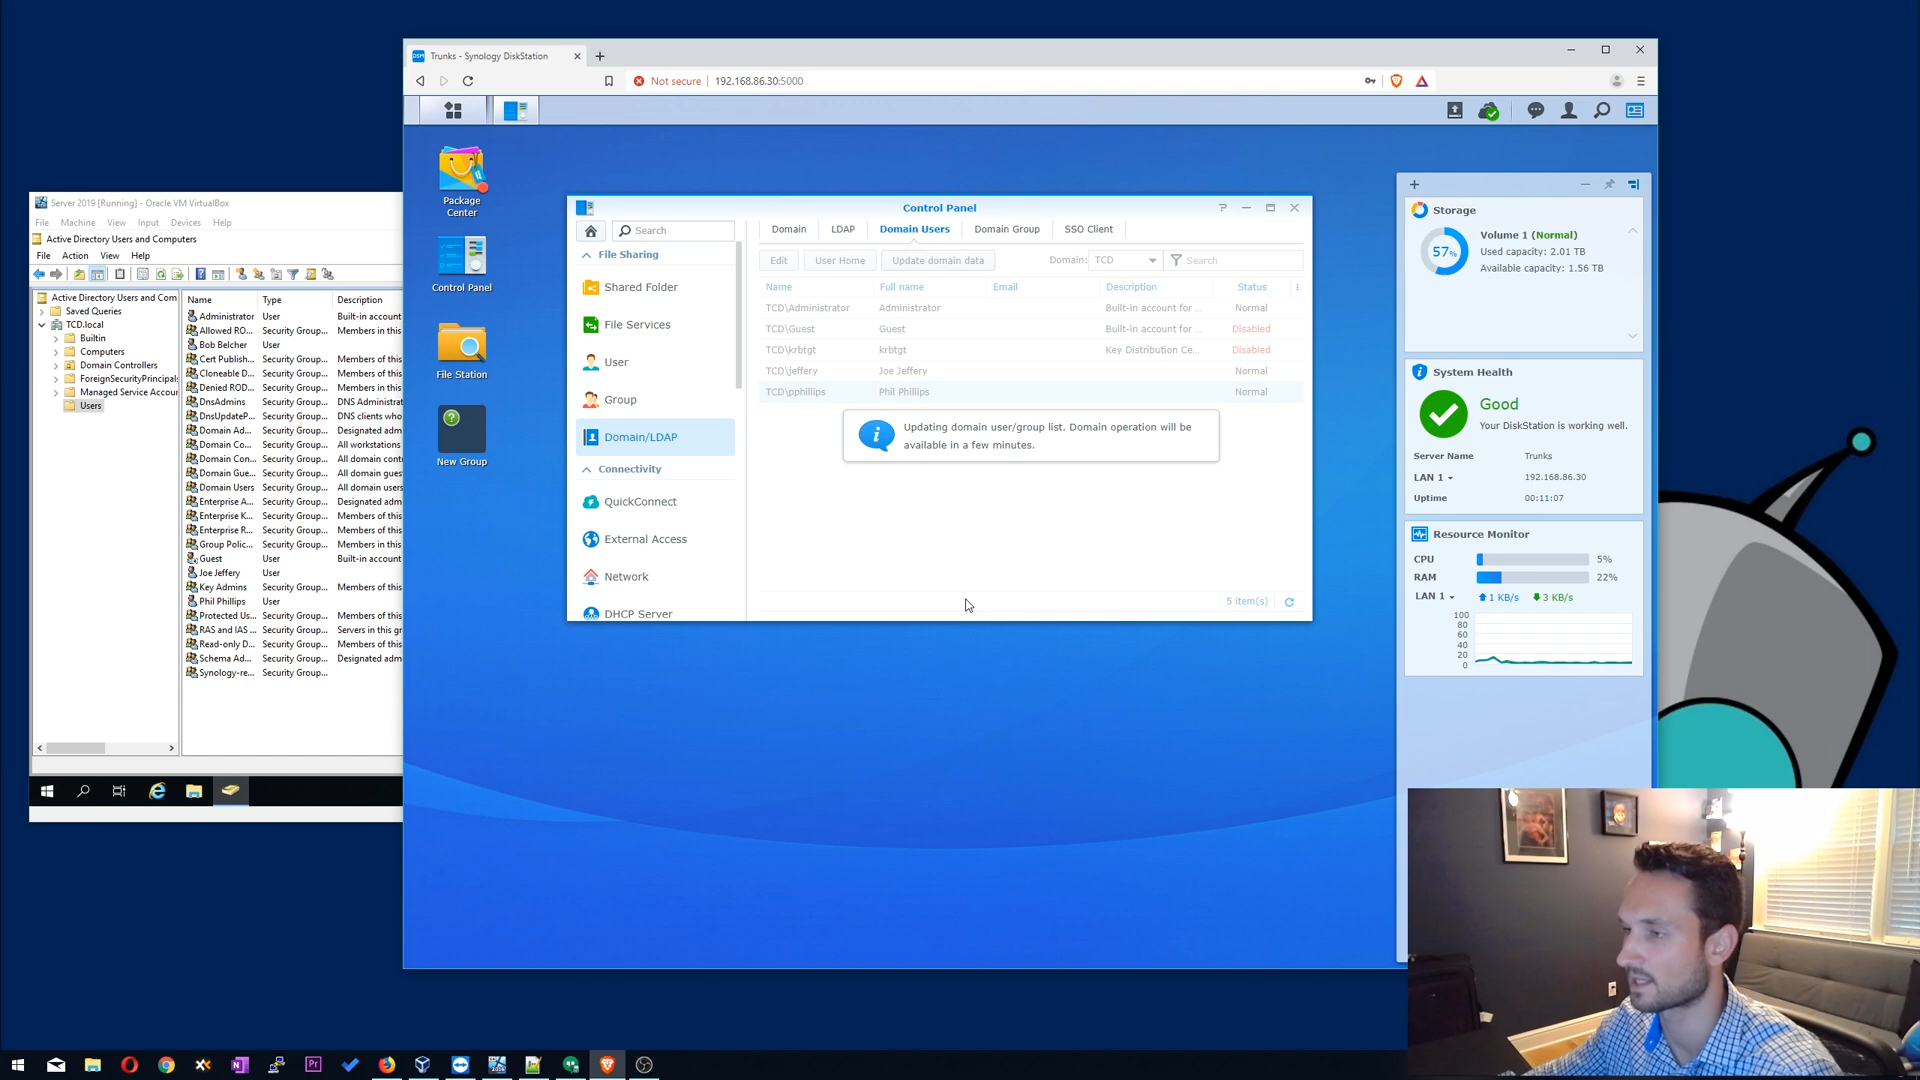 Trunks - Synology DiskStation
Not secure
192.168.86.30:5000
Package
Center
Control Panel
File Station
New Group
Server 2019 [Running] - Oracle VM VirtualBox
File Machine View Input Devices Help
Active Directory Users and Computers
File Action View Help
Active Directory Users and Com
Saved Queries
TCD.local
Builtin
Computers
Domain Controllers
ForeignSecurityPrincipals
Managed Service Accou
Users
Name Type Description
Administrator User Built-in account
Allowed RO... Security Group... Members in this
Bob Belcher User
Cert Publish... Security Group... Members of this
Cloneable D... Security Group... Members of this
Denied ROD... Security Group... Members in this
DnsAdmins Security Group... DNS Administrat
DnsUpdateP... Security Group... DNS clients who
Domain Ad... Security Group... Designated adm
Domain Co... Security Group... All workstations
Domain Con... Security Group... All domain contr
Domain Gue... Security Group... All domain gues
Domain Users Security Group... All domain users
Enterprise A... Security Group... Designated adm
Enterprise K... Security Group... Members of this
Enterprise R... Security Group... Members of this
Group Polic... Security Group... Members in this
Guest User Built-in account
Joe Jeffery User
Key Admins Security Group... Members of this
Phil Phillips User
Protected Us... Security Group... Members of this
RAS and IAS ... Security Group... Servers in this gr
Read-only D... Security Group... Members of this
Schema Ad... Security Group... Designated adm
Synology-re... Security Group...
Control Panel
Search
File Sharing
Shared Folder
File Services
User
Group
Domain/LDAP
Connectivity
QuickConnect
External Access
Network
DHCP Server
Domain LDAP Domain Users Domain Group SSO Client
Edit User Home Update domain data Domain: TCD Search
Name Full name Email Description Status
TCD\Administrator Administrator Built-in account for ... Normal
TCD\Guest Guest Built-in account for ... Disabled
TCD\krbtgt krbtgt Key Distribution Ce... Disabled
TCD\jeffery Joe Jeffery Normal
TCD\pphillips Phil Phillips Normal
Updating domain user/group list. Domain operation will be
available in a few minutes.
5 item(s)
Storage
57%
Volume 1 (Normal)
Used capacity: 2.01 TB
Available capacity: 1.56 TB
System Health
Good
Your DiskStation is working well.
Server Name Trunks
LAN 1 192.168.86.30
Uptime 00:11:07
Resource Monitor
CPU 5%
RAM 22%
LAN 1 1 KB/s 3 KB/s
100
80
60
40
20
0